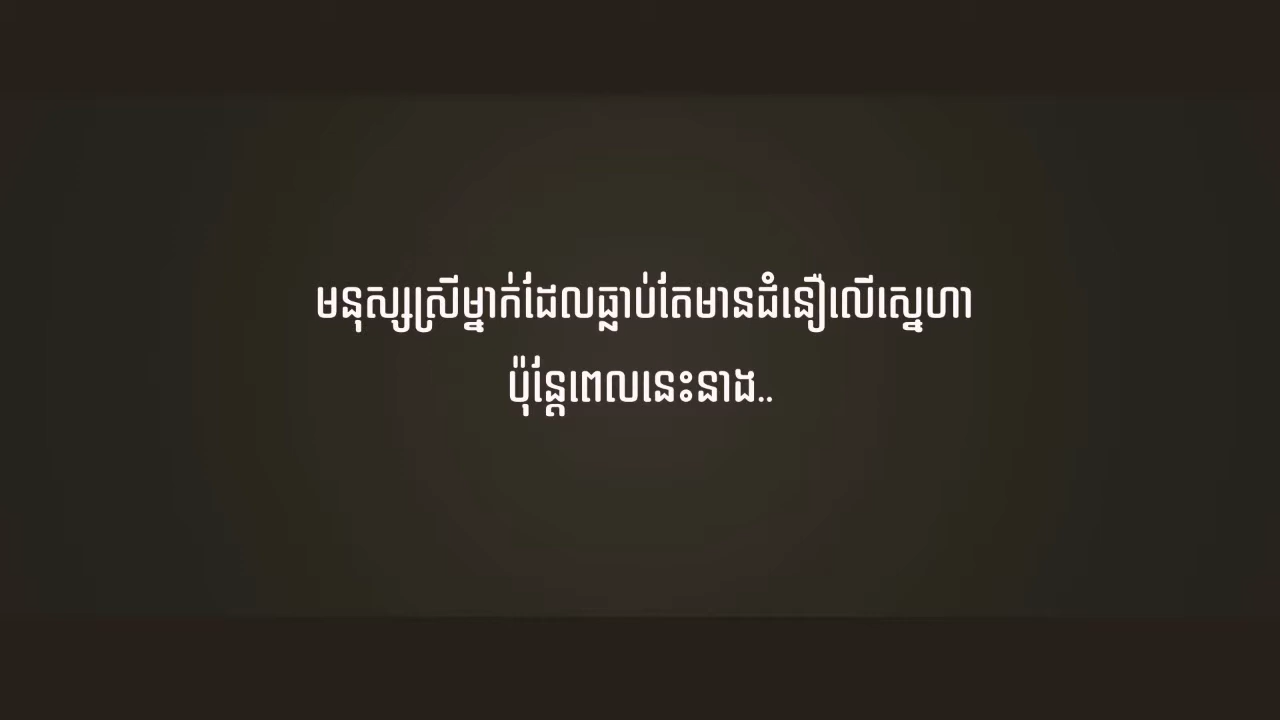 មនុស្សស្រីម្នាក់ដែលធ្លាប់តែមានជំនឿលើស្នេហា
ប៉ុន្តែពេលនេះនាង..